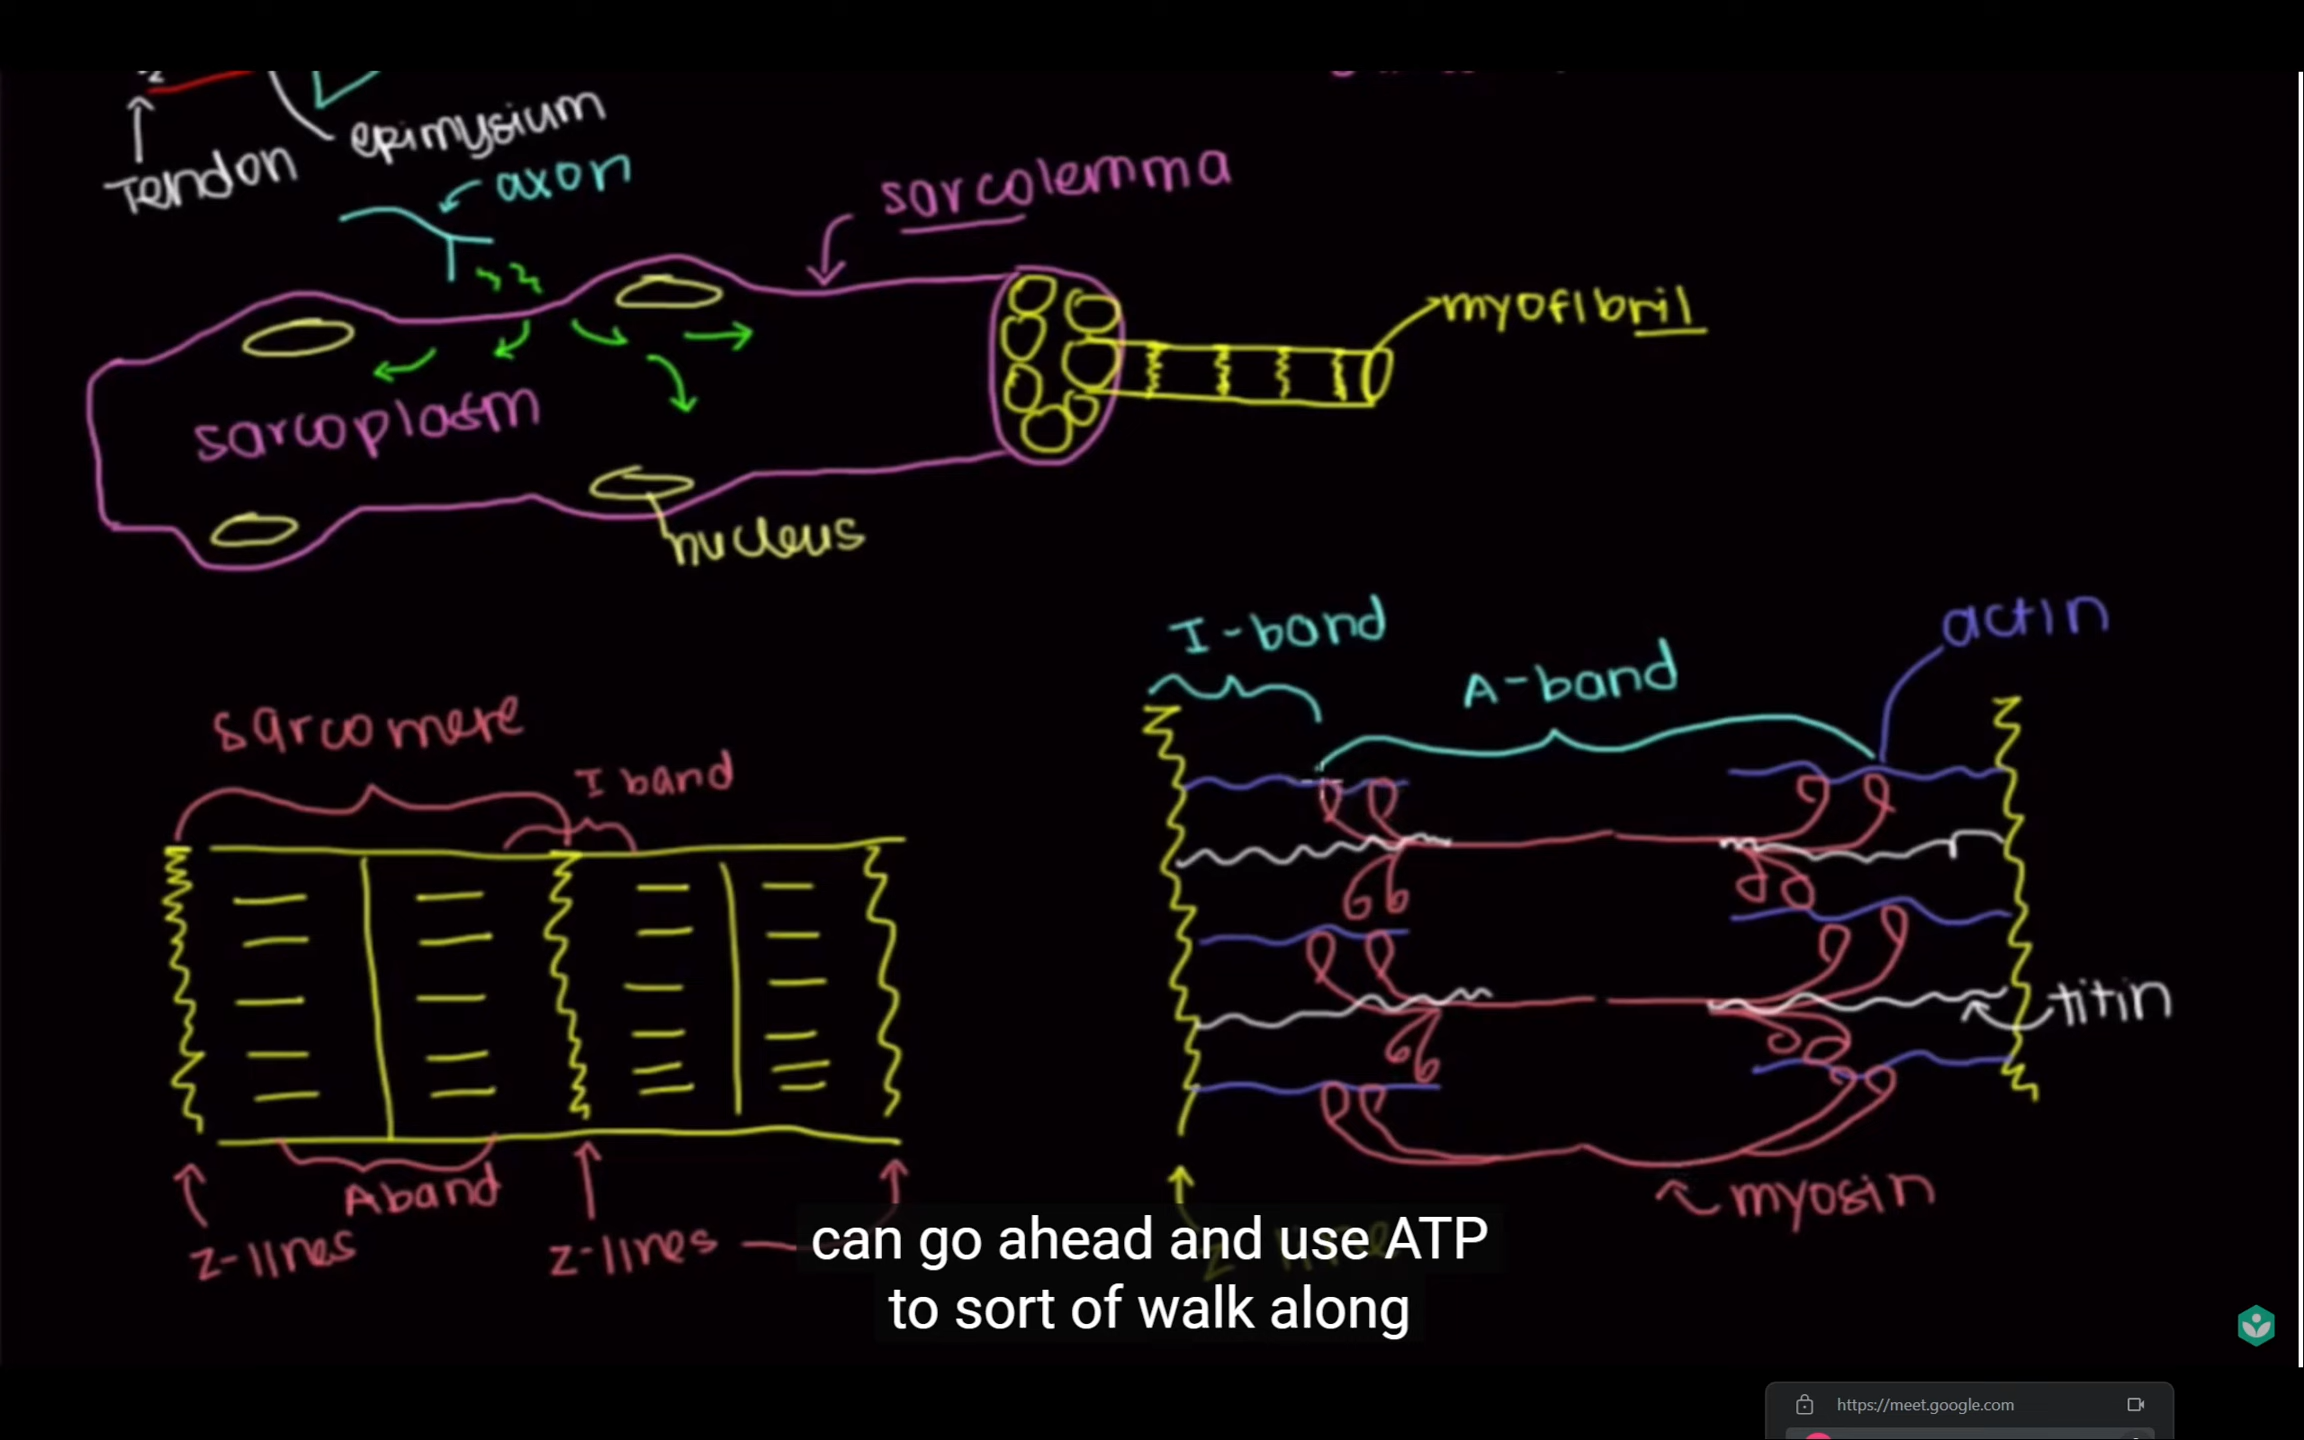 Tendon
epimysium
axon
sarcolemma
myofibril
sarcoplasm
nucleus
I-band
A-band
actin
sarcomere
I band
titin
A band
myosin
z-lines
z-lines
can go ahead and use ATP
to sort of walk along
https://meet.google.com